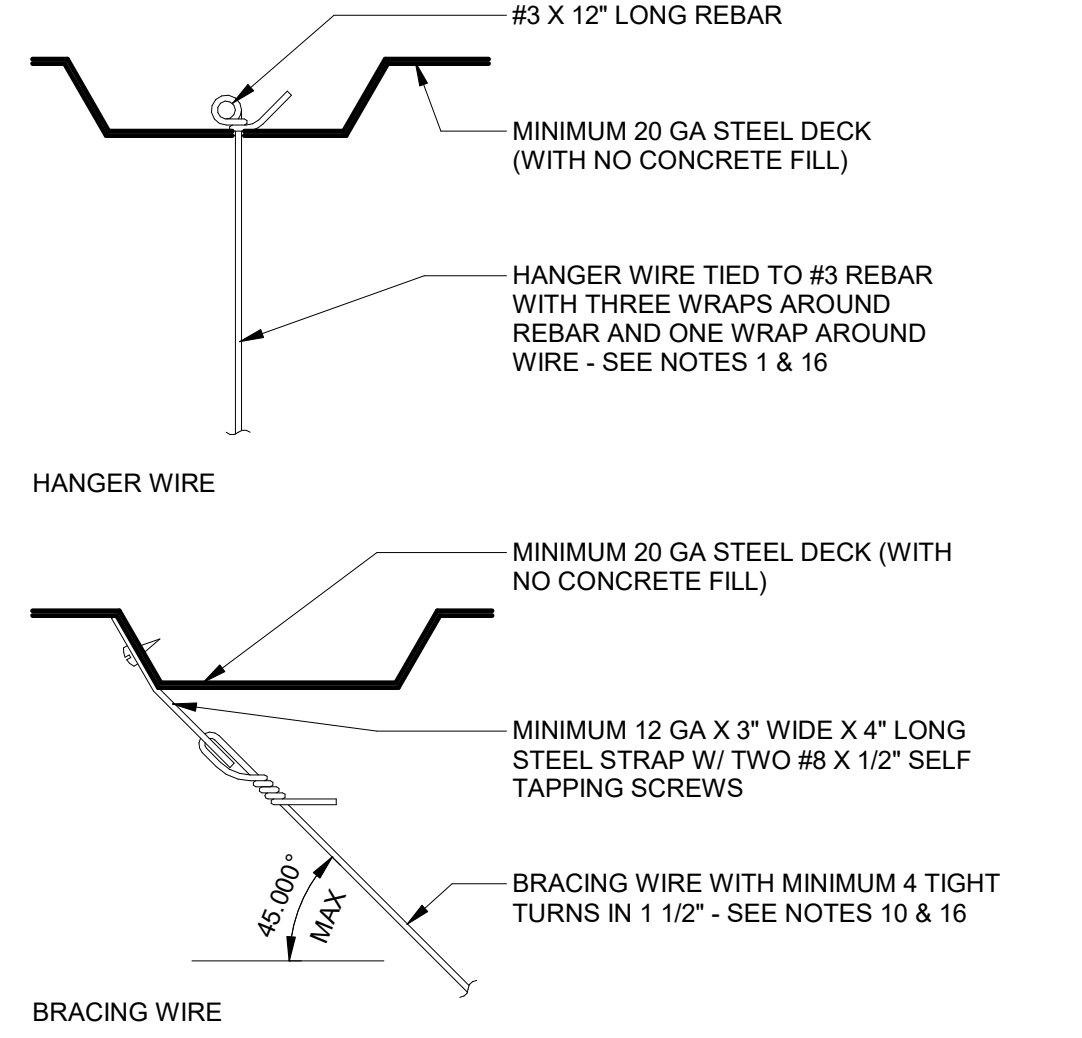 #3 X 12" LONG REBAR
MINIMUM 20 GA STEEL DECK
(WITH NO CONCRETE FILL)
HANGER WIRE TIED TO #3 REBAR
WITH THREE WRAPS AROUND
REBAR AND ONE WRAP AROUND
WIRE - SEE NOTES 1 & 16
HANGER WIRE
MINIMUM 20 GA STEEL DECK (WITH
NO CONCRETE FILL)
MINIMUM 12 GA X 3" WIDE X 4" LONG
STEEL STRAP W/ TWO #8 X 1/2" SELF
TAPPING SCREWS
45.000°
MAX
BRACING WIRE WITH MINIMUM 4 TIGHT
TURNS IN 1 1/2" - SEE NOTES 10 & 16
BRACING WIRE